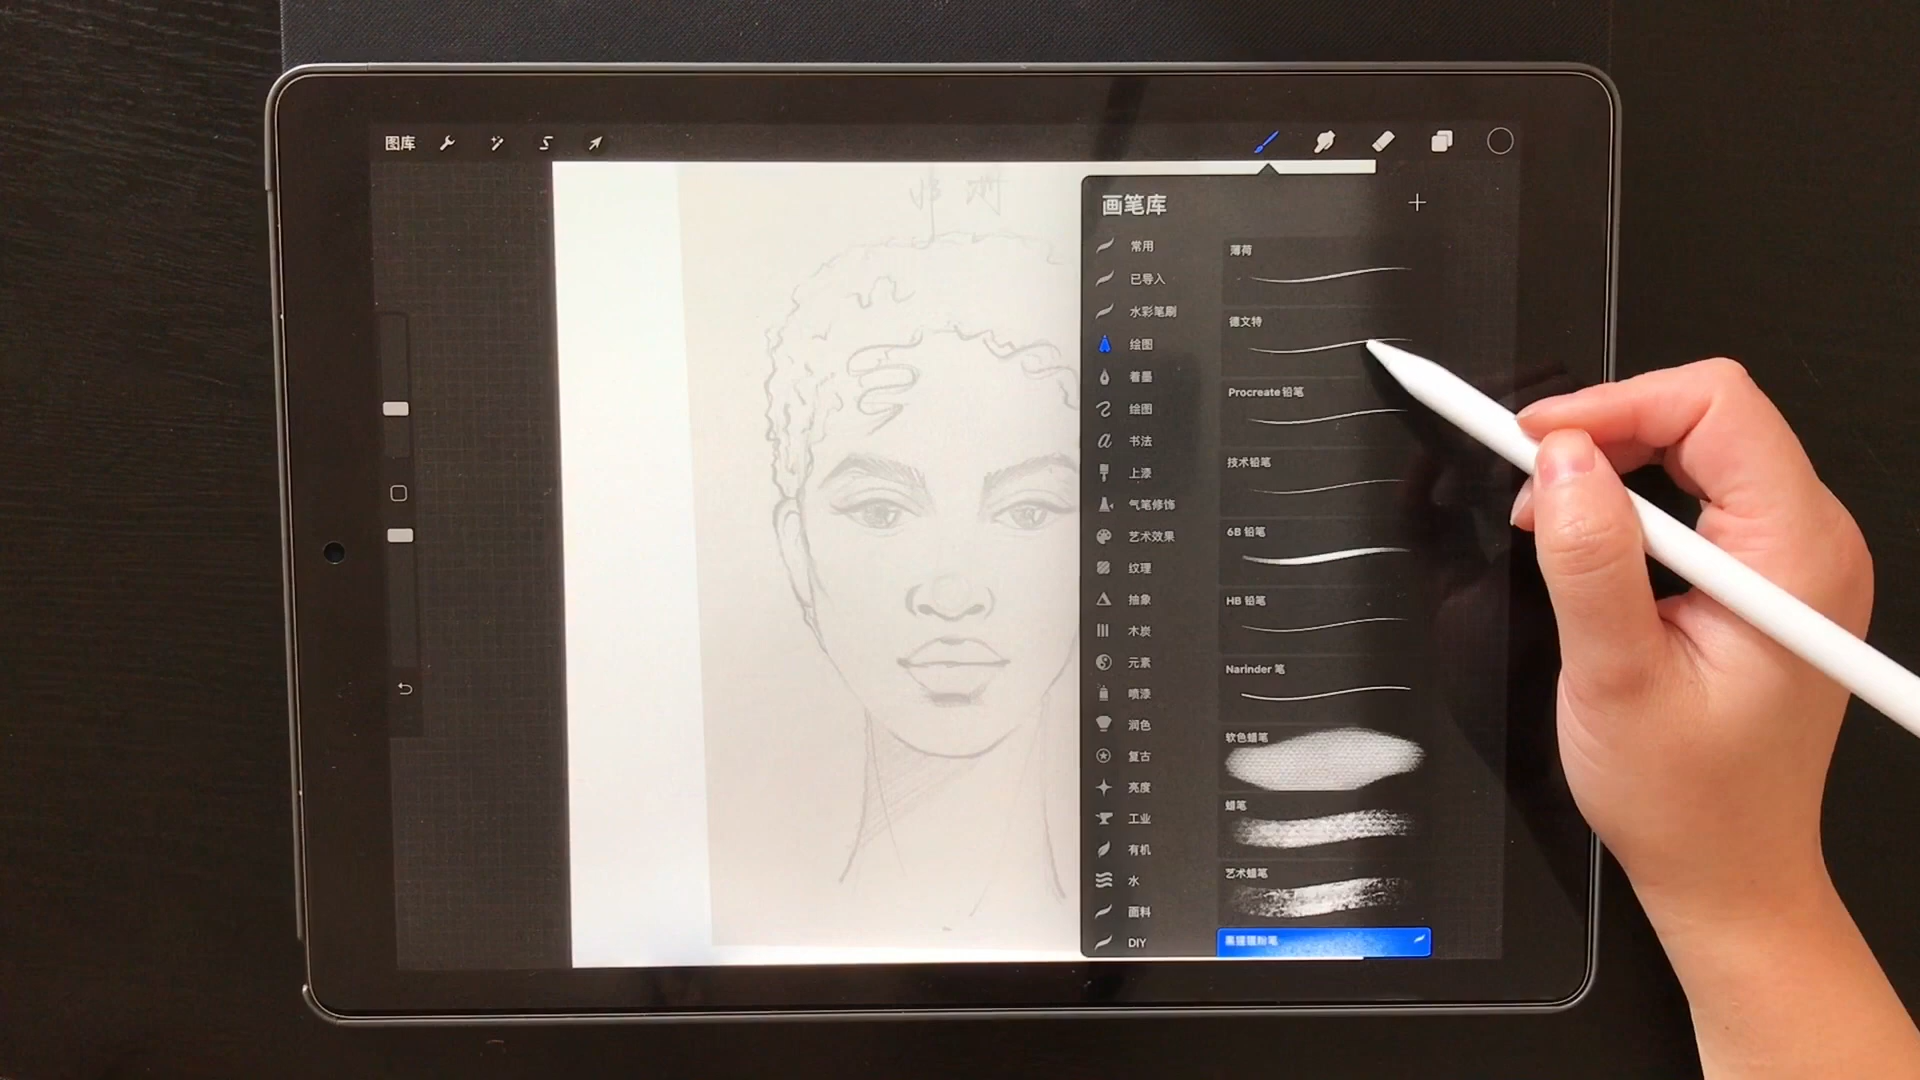 图库
画笔库
常用
已导入
水彩笔刷
绘图
着墨
绘图
书法
上漆
气笔修饰
艺术效果
纹理
抽象
木炭
元素
喷漆
润色
复古
亮度
工业
有机
水
面料
DIY
薄荷
德文特
Procreate 铅笔
技术铅笔
6B 铅笔
HB 铅笔
Narinder 笔
软色蜡笔
蜡笔
艺术蜡笔